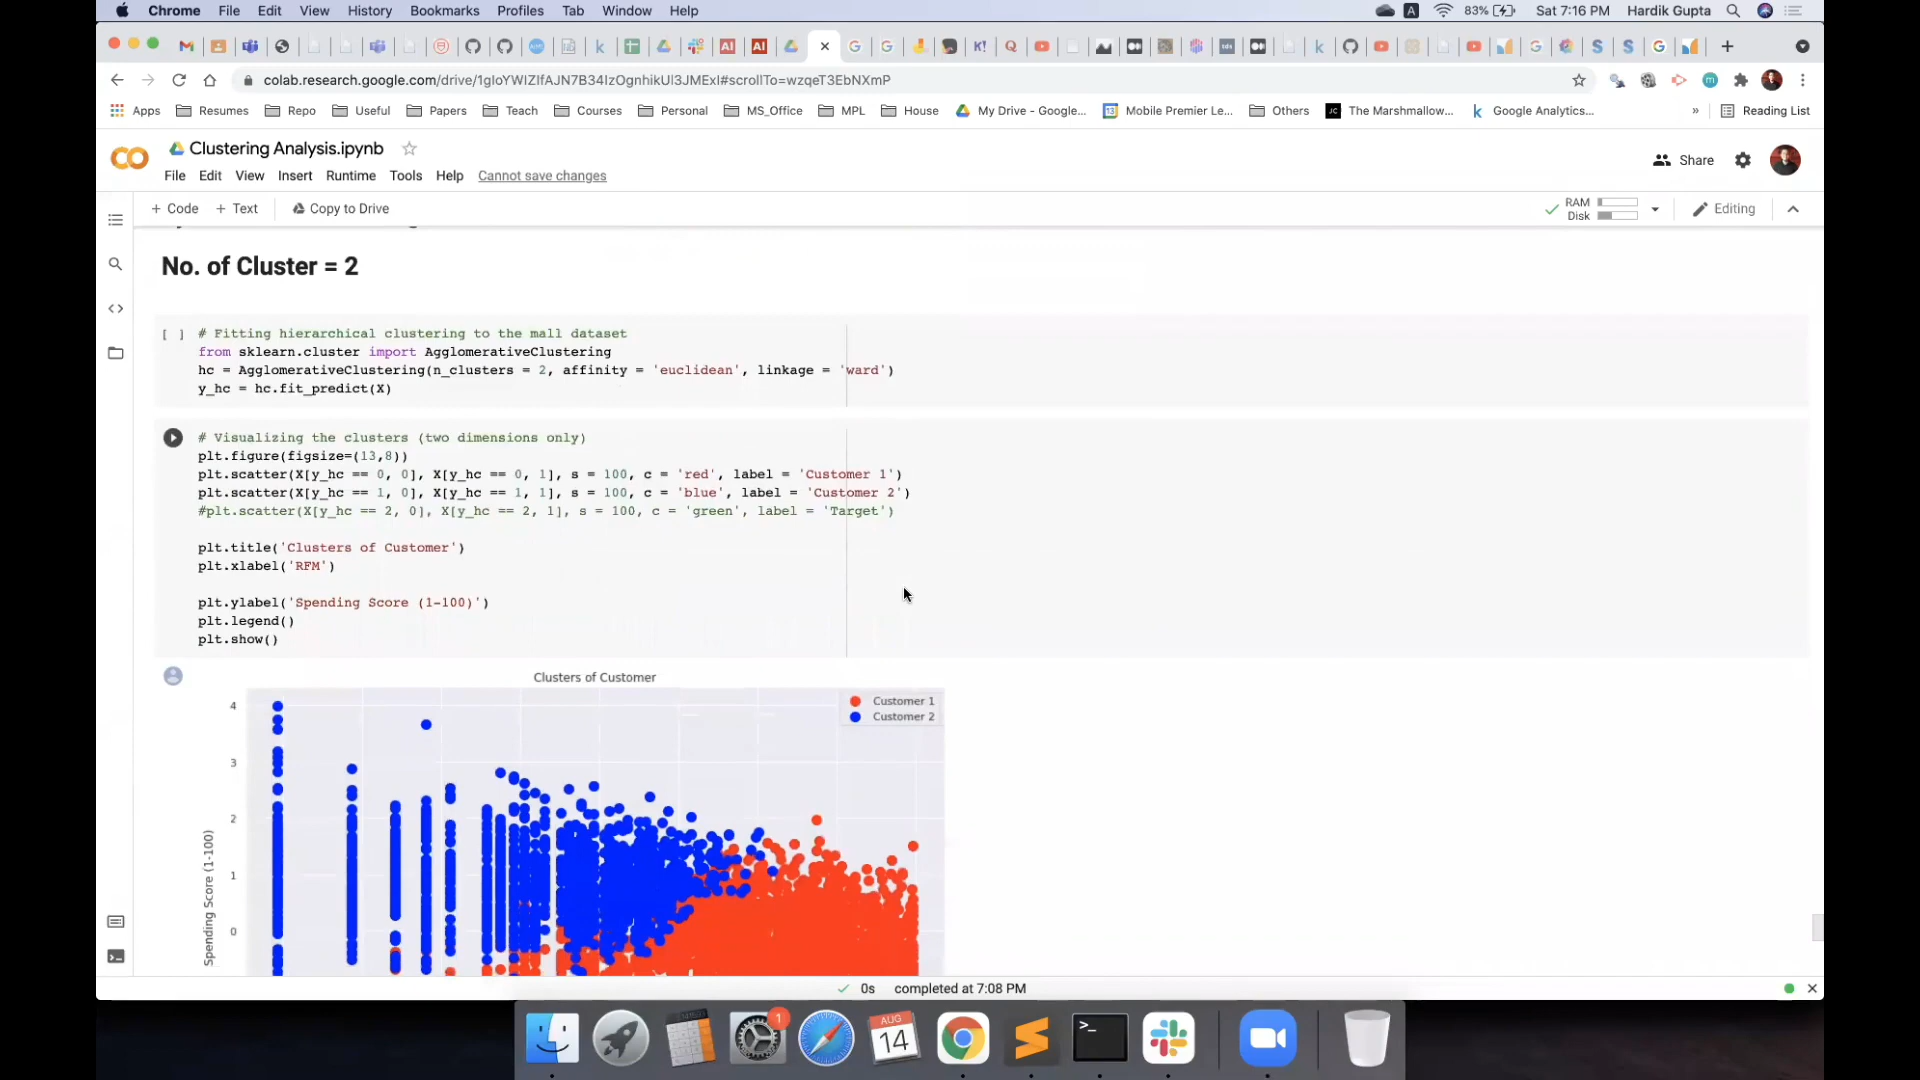 Chrome File Edit View History Bookmarks Profiles Tab Window Help
A 83% Sat 7:16 PM Hardik Gupta
colab.research.google.com/drive/1gIoYWIZIfAJN7B34IzOgnhikUl3JMExI#scrollTo=wzqeT3EbNXmP
Apps Resumes Repo Useful Papers Teach Courses Personal MS_Office MPL House My Drive - Google... Mobile Premier Le... Others The Marshmallow... Google Analytics... » Reading List
Clustering Analysis.ipynb
File Edit View Insert Runtime Tools Help Cannot save changes
Share
+ Code + Text Copy to Drive
RAM
Disk
Editing
No. of Cluster = 2
[ ] # Fitting hierarchical clustering to the mall dataset
from sklearn.cluster import AgglomerativeClustering
hc = AgglomerativeClustering(n_clusters = 2, affinity = 'euclidean', linkage = 'ward')
y_hc = hc.fit_predict(X)
# Visualizing the clusters (two dimensions only)
plt.figure(figsize=(13,8))
plt.scatter(X[y_hc == 0, 0], X[y_hc == 0, 1], s = 100, c = 'red', label = 'Customer 1')
plt.scatter(X[y_hc == 1, 0], X[y_hc == 1, 1], s = 100, c = 'blue', label = 'Customer 2')
#plt.scatter(X[y_hc == 2, 0], X[y_hc == 2, 1], s = 100, c = 'green', label = 'Target')
plt.title('Clusters of Customer')
plt.xlabel('RFM')
plt.ylabel('Spending Score (1-100)')
plt.legend()
plt.show()
Clusters of Customer
Customer 1
Customer 2
4
3
2
1
0
Spending Score (1-100)
0s completed at 7:08 PM
1
AUG
14